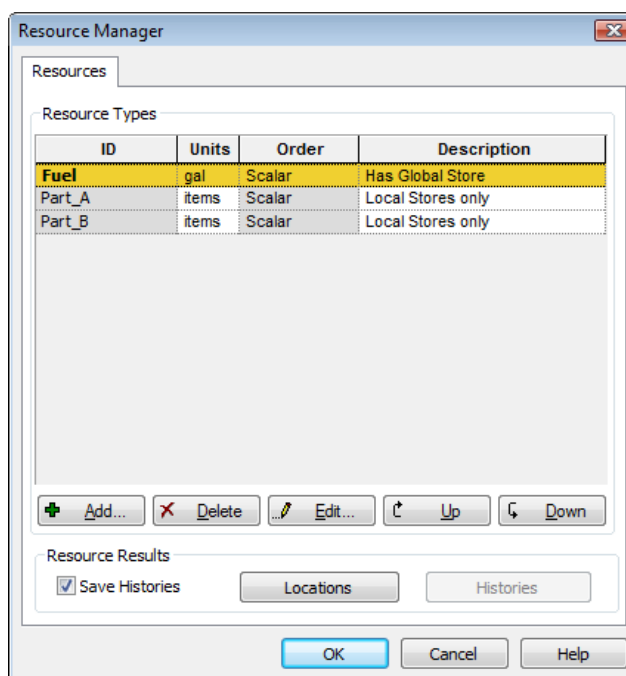 Resource Manager
Resources
Resource Types
ID Units Order Description
Fuel gal Scalar Has Global Store
Part_A items Scalar Local Stores only
Part_B items Scalar Local Stores only
Add... Delete Edit... Up Down
Resource Results
Save Histories Locations Histories
OK Cancel Help